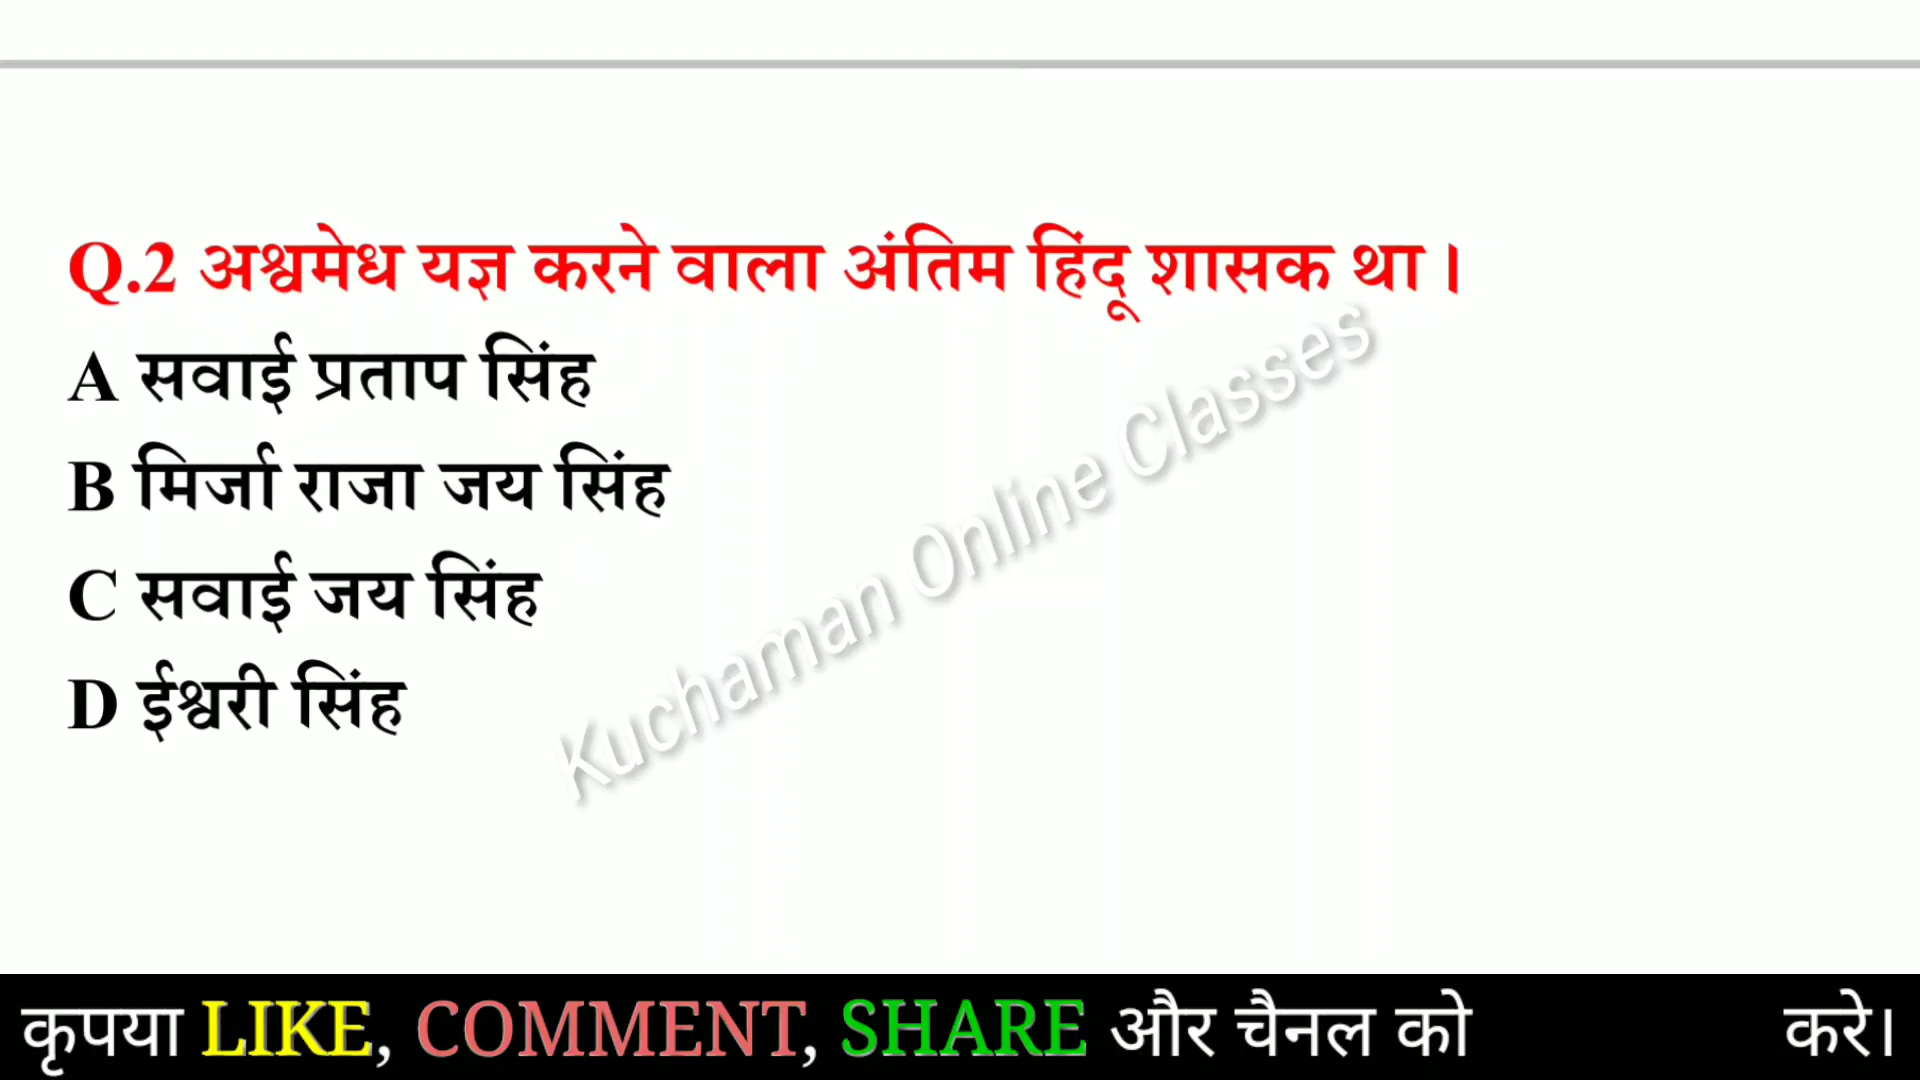 Q.2 अश्वमेध यज्ञ करने वाला अंतिम हिंदू शासक था।
A सवाई प्रताप सिंह
B मिर्जा राजा जय सिंह
C सवाई जय सिंह
D ईश्वरी सिंह
Kuchaman Online Classes
कृपया LIKE, COMMENT, SHARE और चैनल को करे।